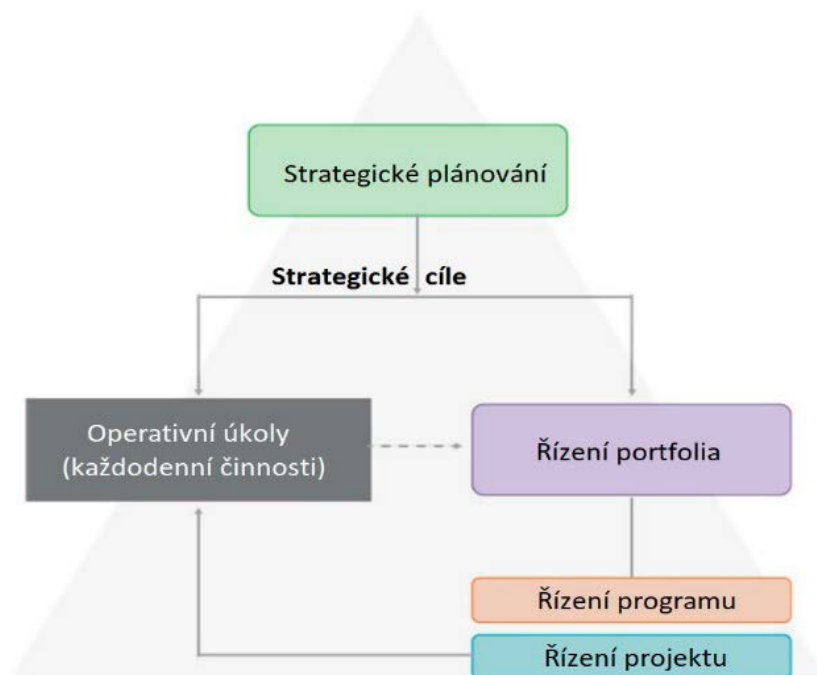 Strategické plánování
Strategické cíle
Operativní úkoly
(každodenní činnosti)
Řízení portfolia
Řízení programu
Řízení projektu